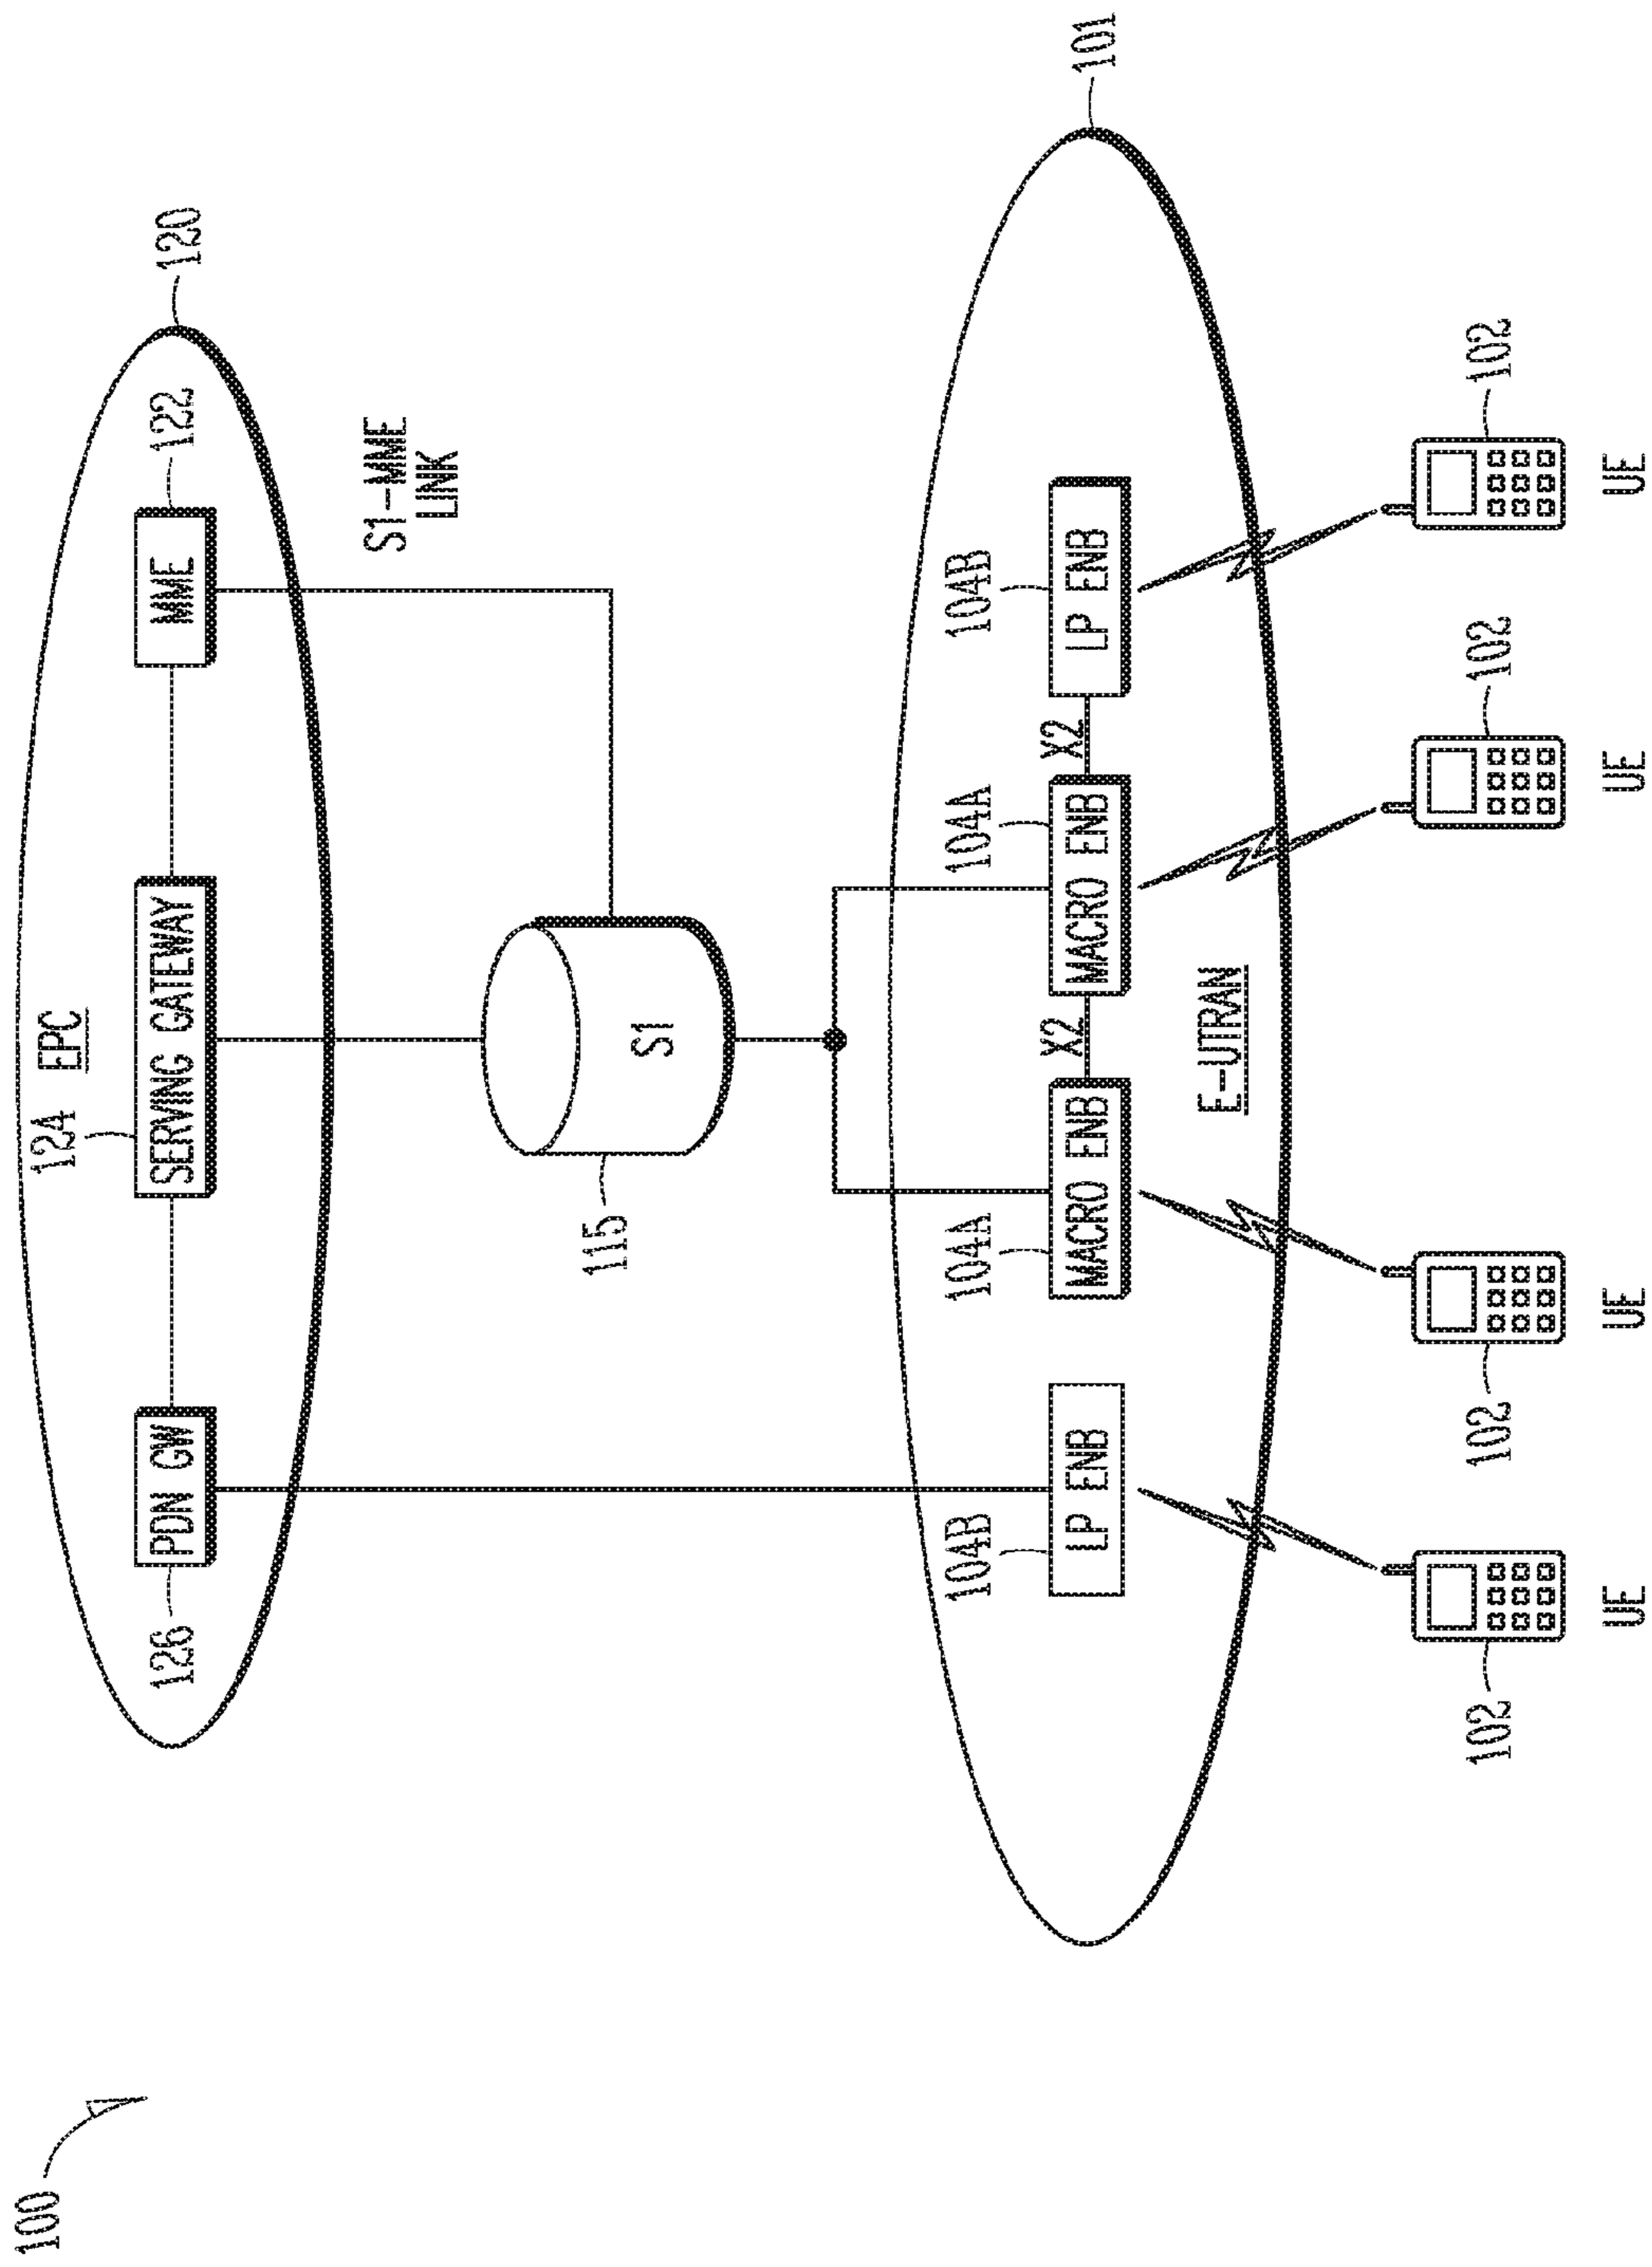 100
120
EPC
126
124
122
PDN GW
SERVING GATEWAY
MME
S1-MME
LINK
115
S1
101
104B
104A
104A
104B
LP ENB
MACRO ENB
X2
MACRO ENB
X2
LP ENB
E-UTRAN
102
102
102
102
UE
UE
UE
UE